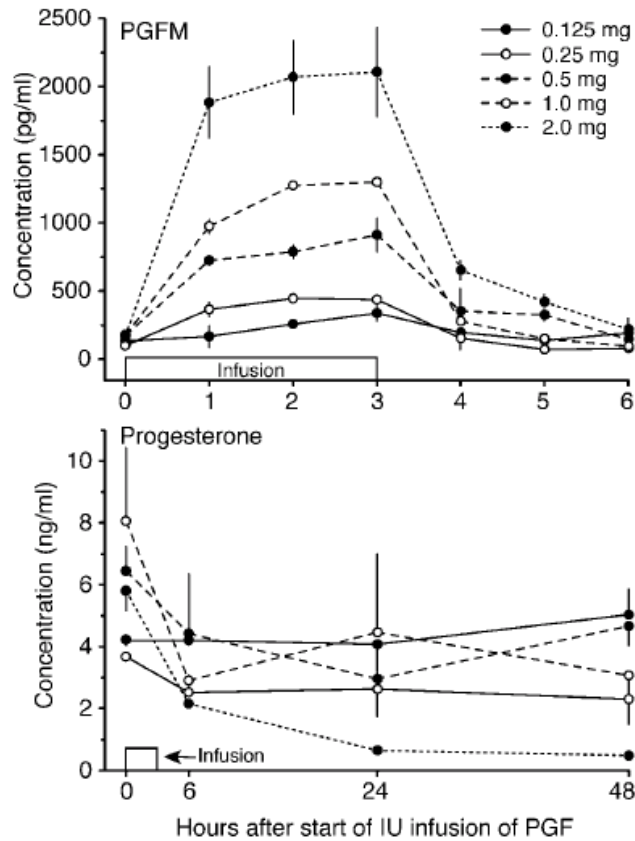 PGFM
0.125 mg
0.25 mg
0.5 mg
1.0 mg
2.0 mg
Concentration (pg/ml)
2500
2000
1500
1000
500
0
Infusion
0 1 2 3 4 5 6
Progesterone
Concentration (ng/ml)
10
8
6
4
2
0
Infusion
0 6 24 48
Hours after start of IU infusion of PGF